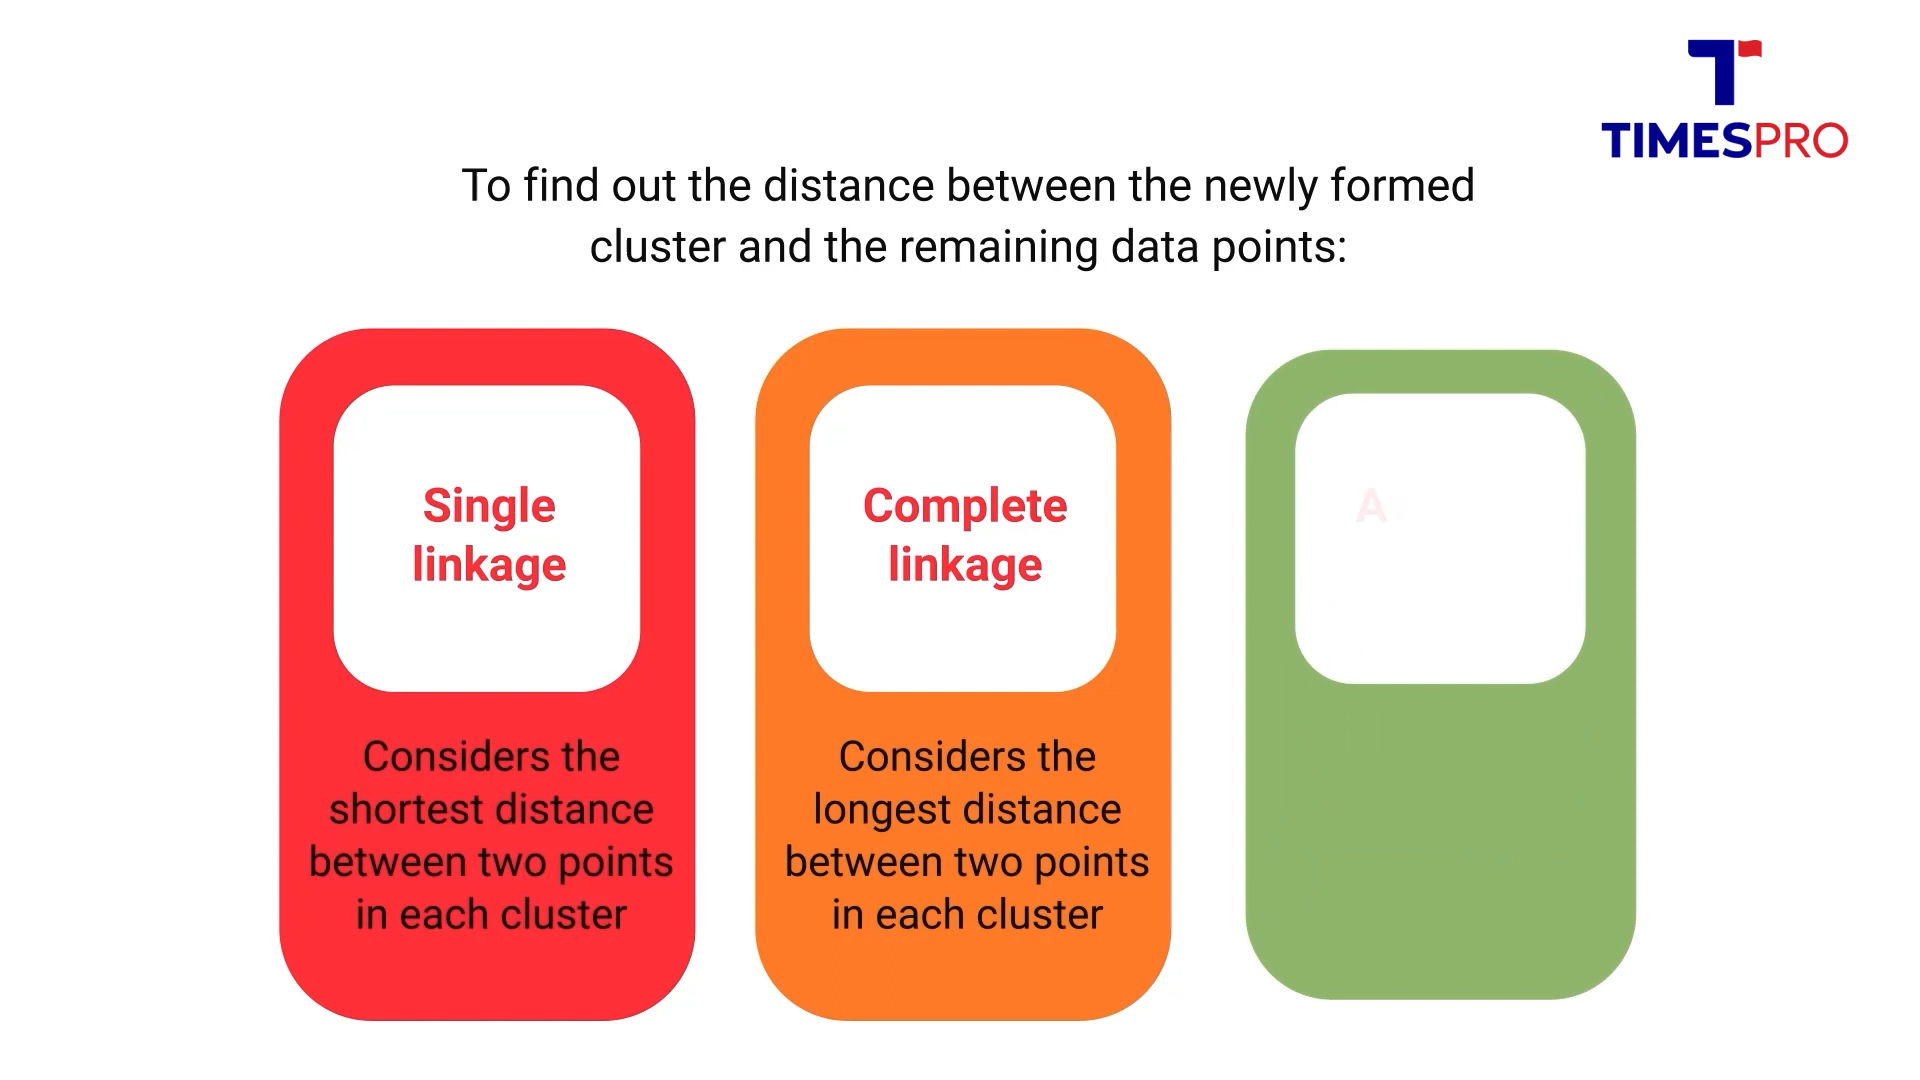 TIMESPRO
To find out the distance between the newly formed
cluster and the remaining data points:
Single
linkage
Considers the
shortest distance
between two points
in each cluster
Complete
linkage
Considers the
longest distance
between two points
in each cluster
A